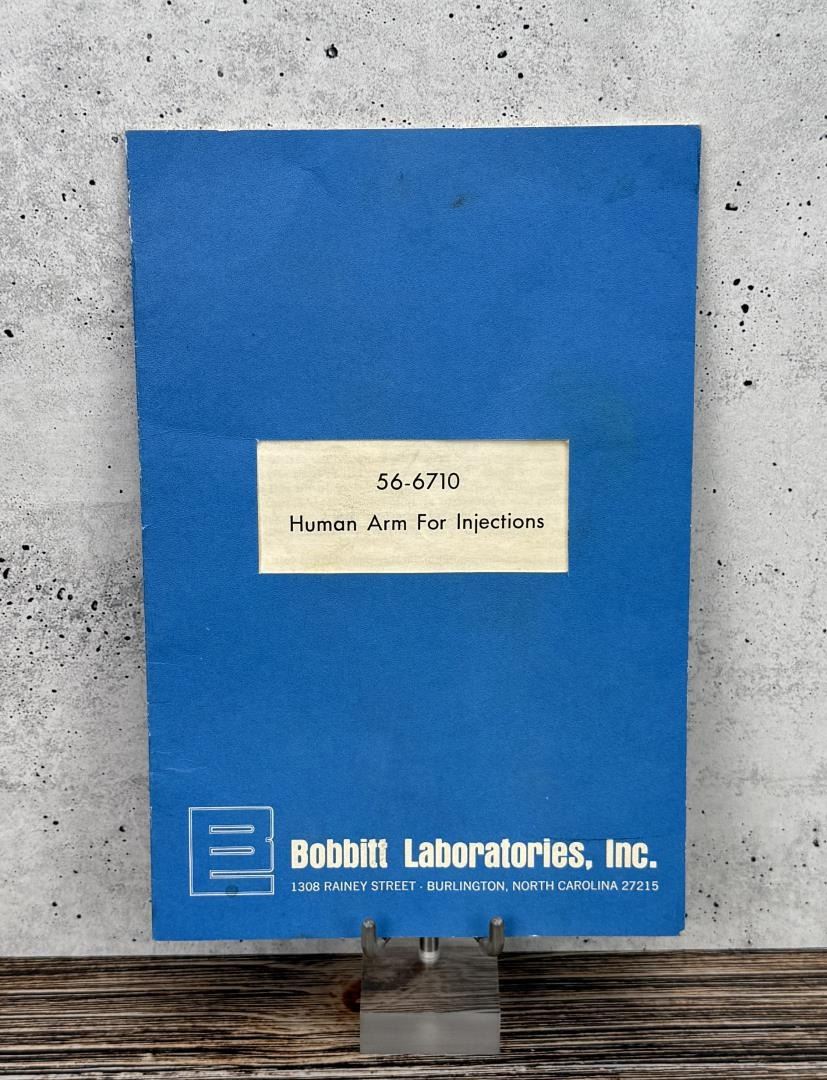 56-6710
Human Arm For Injections
B
Bobbitt Laboratories, Inc.
1308 RAINEY STREET · BURLINGTON, NORTH CAROLINA 27215